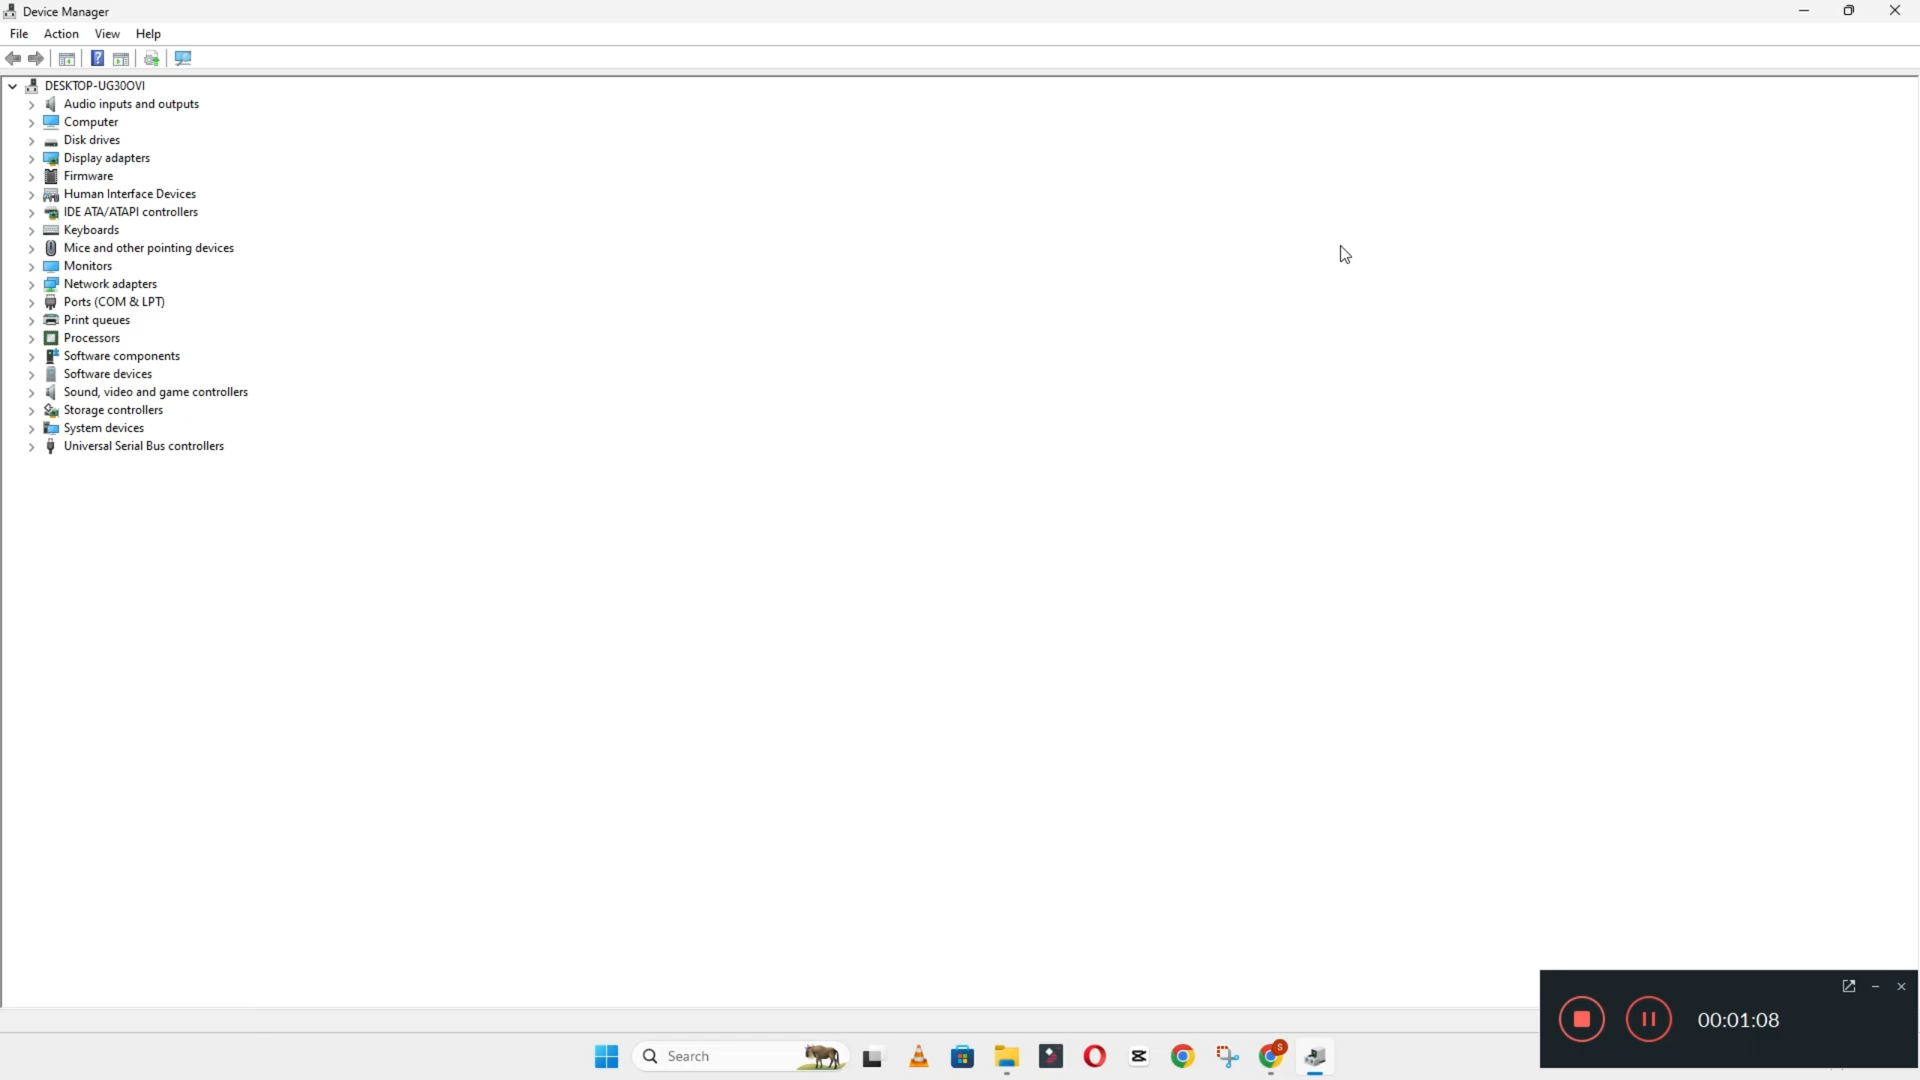 Device Manager
File Action View Help
DESKTOP-UG30OVI
Audio inputs and outputs
Computer
Disk drives
Display adapters
Firmware
Human Interface Devices
IDE ATA/ATAPI controllers
Keyboards
Mice and other pointing devices
Monitors
Network adapters
Ports (COM & LPT)
Print queues
Processors
Software components
Software devices
Sound, video and game controllers
Storage controllers
System devices
Universal Serial Bus controllers
00:01:08
Search
S